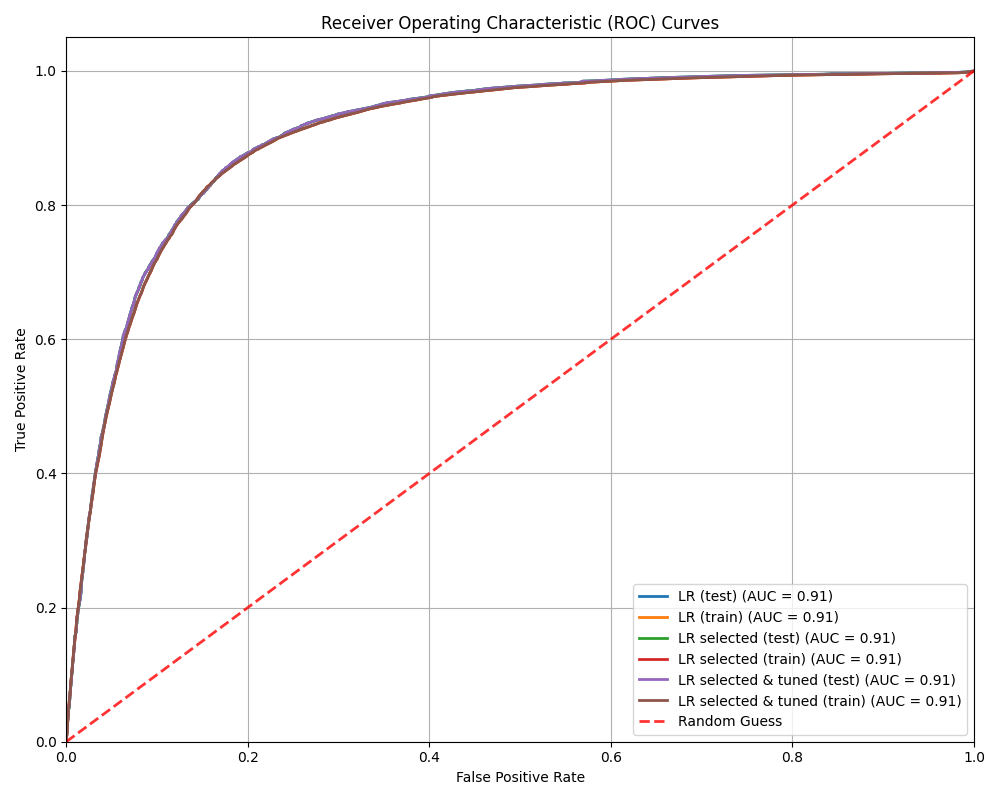 Receiver Operating Characteristic (ROC) Curves
True Positive Rate
1.0
0.8
0.6
0.4
0.2
0.0
0.0 0.2 0.4 0.6 0.8 1.0
False Positive Rate
LR (test) (AUC = 0.91)
LR (train) (AUC = 0.91)
LR selected (test) (AUC = 0.91)
LR selected (train) (AUC = 0.91)
LR selected & tuned (test) (AUC = 0.91)
LR selected & tuned (train) (AUC = 0.91)
Random Guess